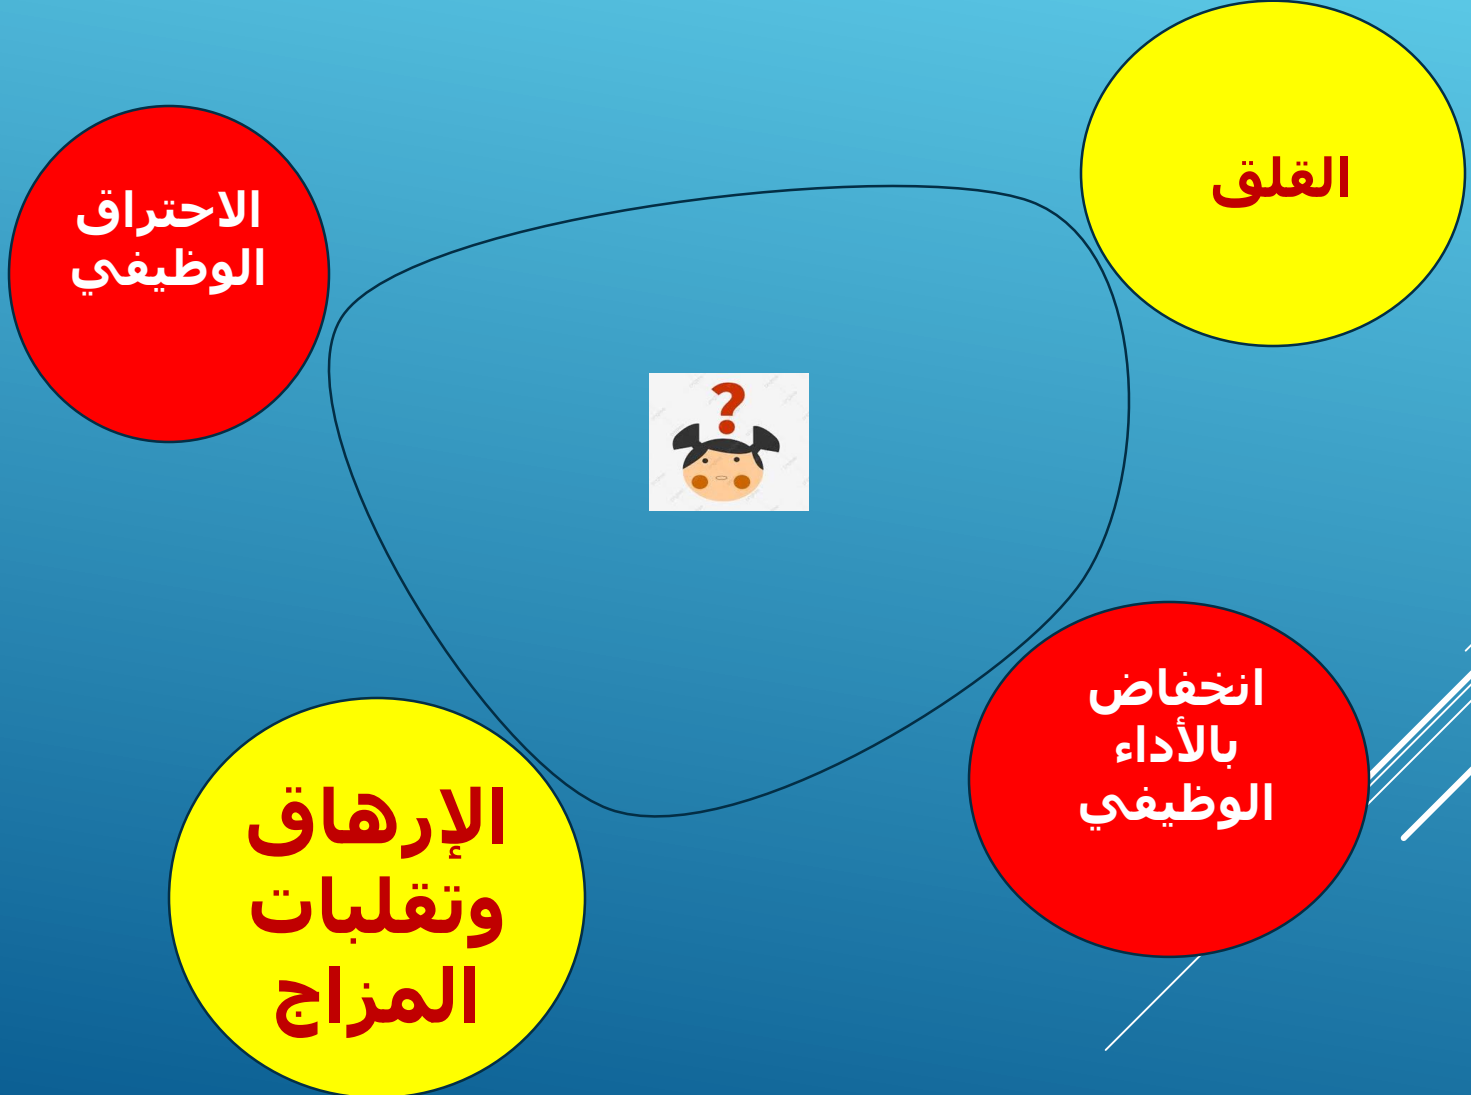 القلق
الاحتراق
الوظيفي
?
انخفاض
بالأداء
الوظيفي
الإرهاق
وتقلبات
المزاج